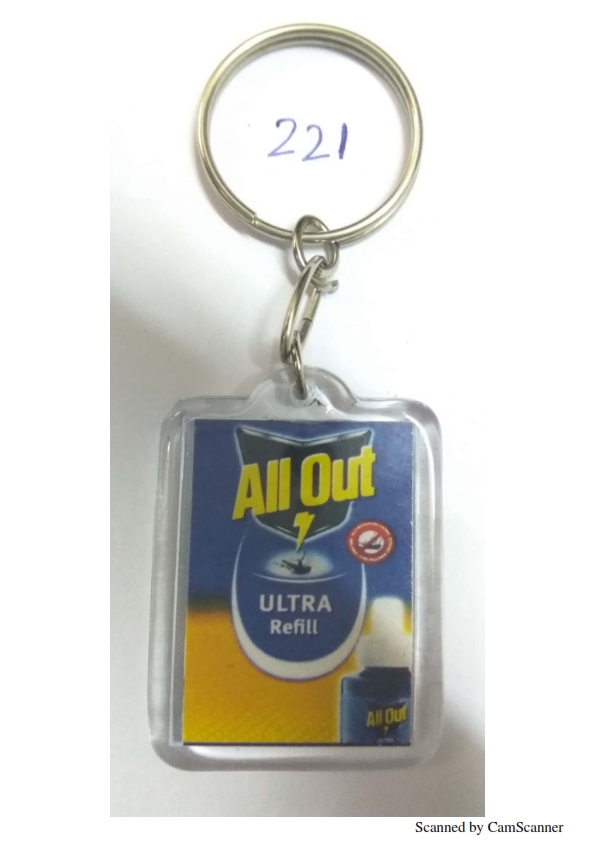 221
All Out
ULTRA
Refill
All Out
Scanned by CamScanner